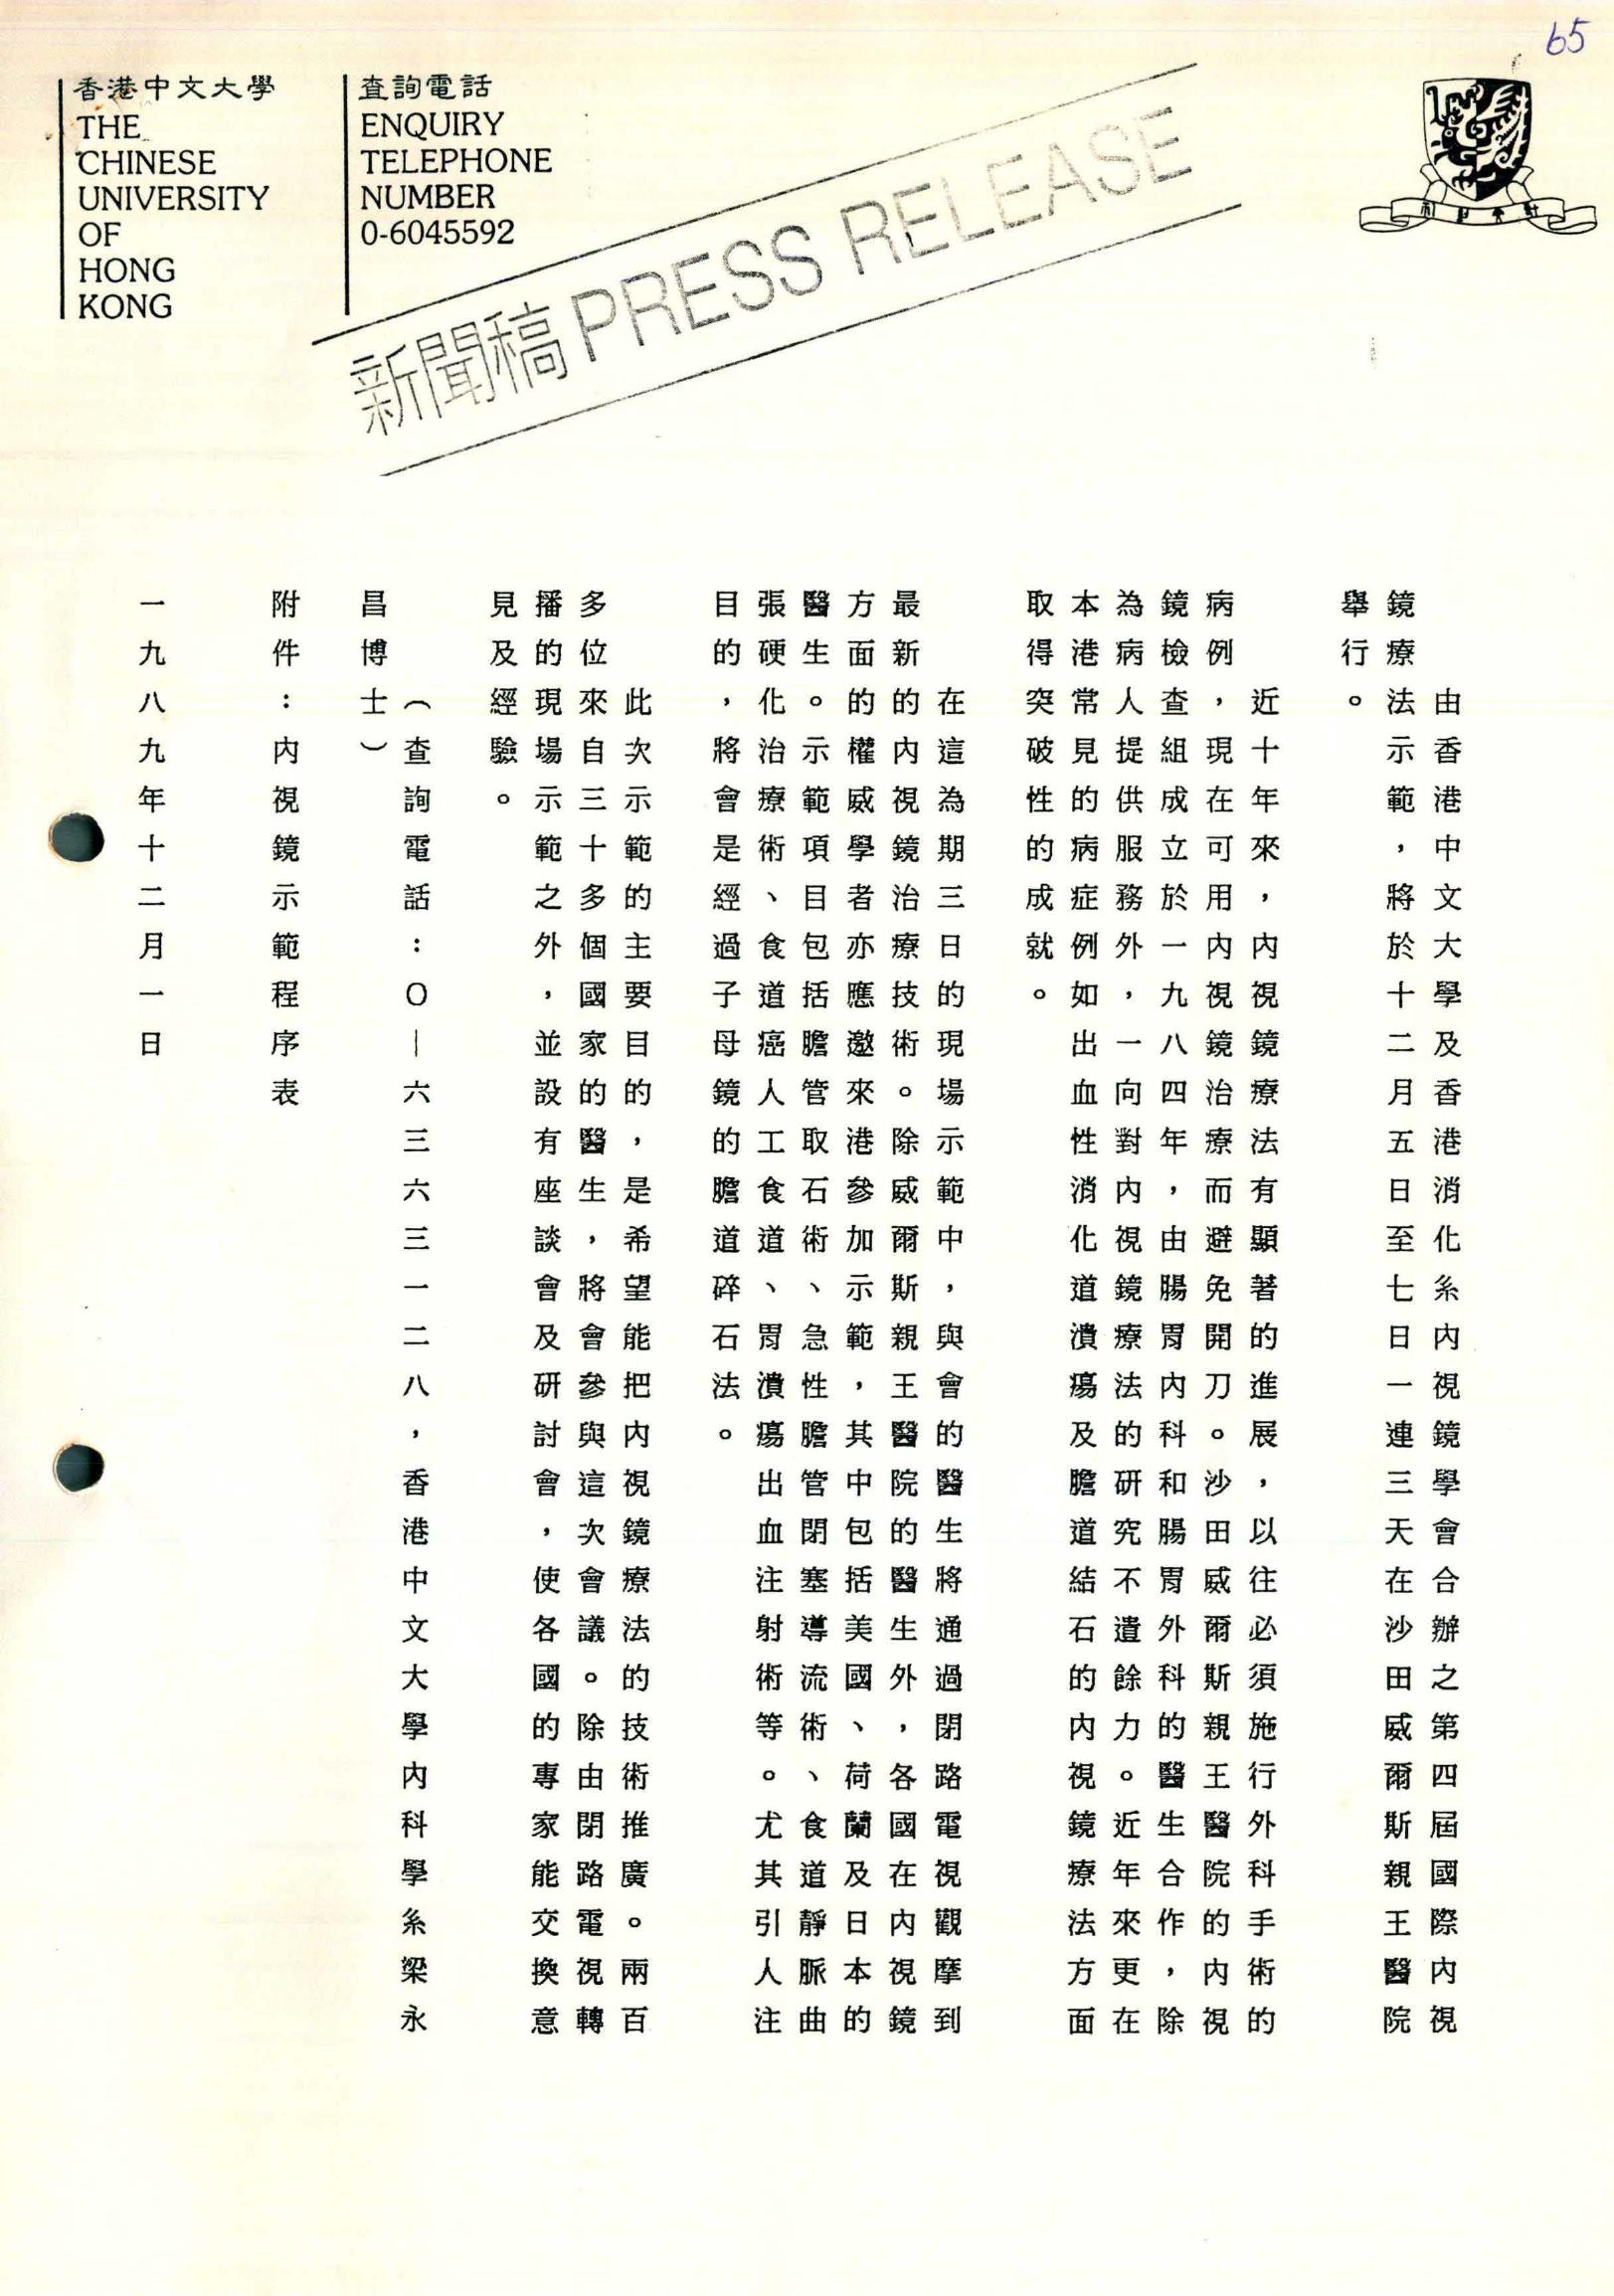 65
香港中文大學
THE
CHINESE
UNIVERSITY
OF
HONG
KONG
查詢電話
ENQUIRY
TELEPHONE
NUMBER
0-6045592
新聞稿 PRESS RELEASE
由香港中文大學及香港消化系內視鏡學會合辦之第四屆國際內視
鏡療法示範，將於十二月五日至七日一連三天在沙田威爾斯親王醫院
舉行。
近十年來，內視鏡療法有顯著的進展，以往必須施行外科手術的
病例，現在可用內視鏡治療而避免開刀。沙田威爾斯親王醫院的內視
鏡檢查組成立於一九八四年，由腸胃內科和腸胃外科的醫生合作，除
為病人提供服務外，一向對內視鏡療法的研究不遺餘力。近年來更在
本港常見的病症例如出血性消化道潰瘍及膽道結石的內視鏡療法方面
取得突破性的成就。
在這為期三日的現場示範中，與會的醫生將通過閉路電視觀摩到
最新的內視鏡治療技術。除威爾斯親王醫院的醫生外，各國在內視鏡
方面的權威學者亦應邀來港參加示範，其中包括美國、荷蘭及日本的
醫生。示範項目包括膽管取石術、急性膽管閉塞導流術、食道靜脈曲
張硬化治療術、食道癌人工食道、胃潰瘍出血注射術等。尤其引人注
目的，將會是經過子母鏡的膽道碎石法。
此次示範的主要目的，是希望能把內視鏡療法的技術推廣。兩百
多位來自三十多個國家的醫生，將會參與這次會議。除由閉路電視轉
播的現場示範之外，並設有座談會及研討會，使各國的專家能交換意
見及經驗。
（查詢電話：０—六三六三一二八，香港中文大學內科學系梁永
昌博士）
附件：內視鏡示範程序表
一九八九年十二月一日